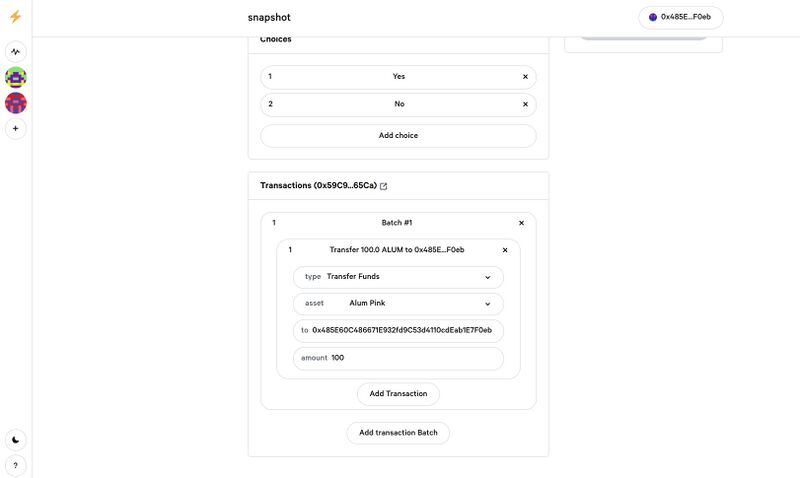 snapshot
0x485E...F0eb
Choices
1 Yes
2 No
Add choice
Transactions (0x59C9...65Ca)
1 Batch #1
1 Transfer 100.0 ALUM to 0x485E...F0eb
type Transfer Funds
asset Alum Pink
to 0x485E60C486671E932fd9C53d4110cdEab1E7F0eb
amount 100
Add Transaction
Add transaction Batch
?